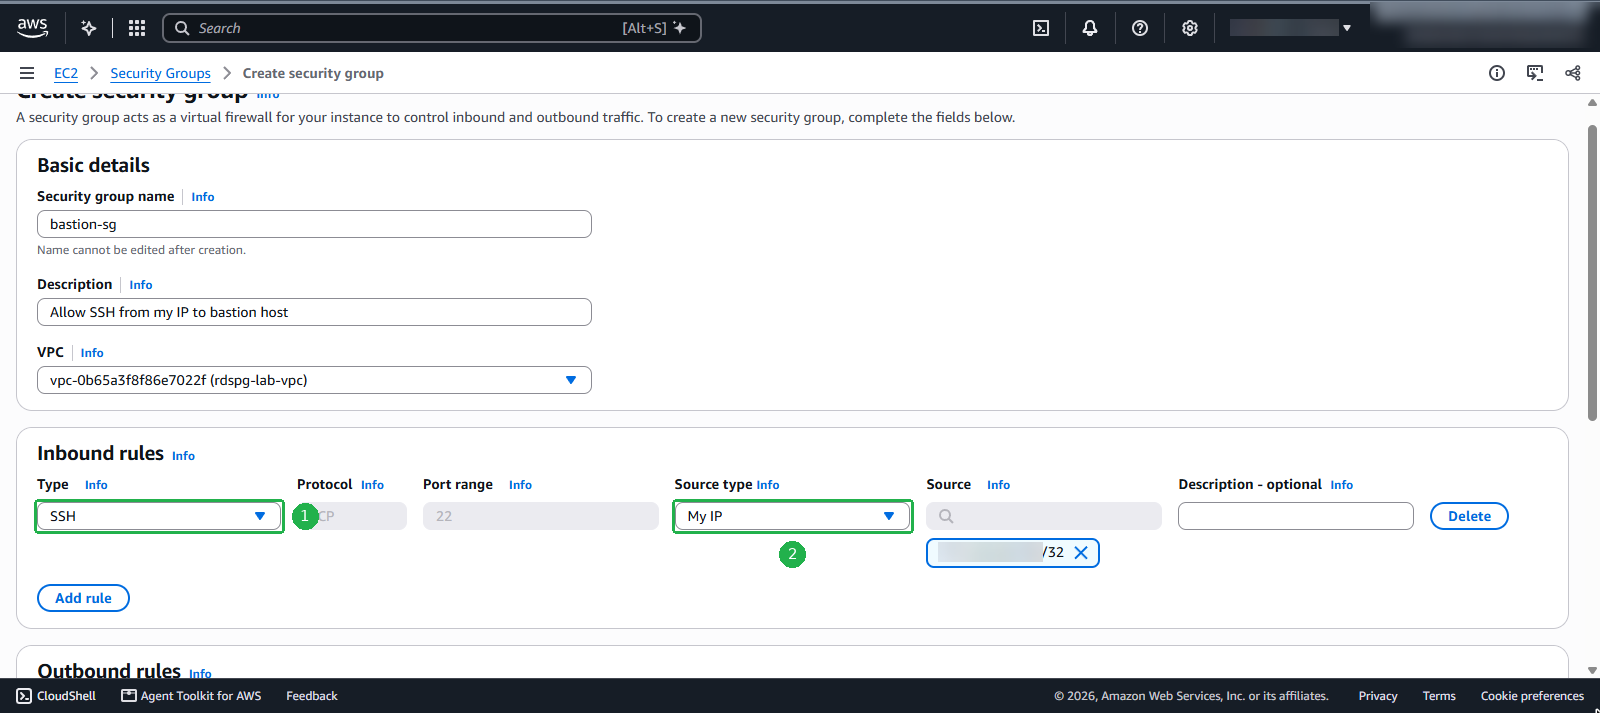 aws
Search [Alt+S]
EC2 Security Groups Create security group
Create security group Info
A security group acts as a virtual firewall for your instance to control inbound and outbound traffic. To create a new security group, complete the fields below.
Basic details
Security group name Info
bastion-sg
Name cannot be edited after creation.
Description Info
Allow SSH from my IP to bastion host
VPC Info
vpc-0b65a3f8f86e7022f (rdspg-lab-vpc)
Inbound rules Info
Type Info Protocol Info Port range Info Source type Info Source Info Description - optional Info
SSH 1 CP 22 My IP Delete
2 /32
Add rule
Outbound rules Info
CloudShell Agent Toolkit for AWS Feedback © 2026, Amazon Web Services, Inc. or its affiliates. Privacy Terms Cookie preferences